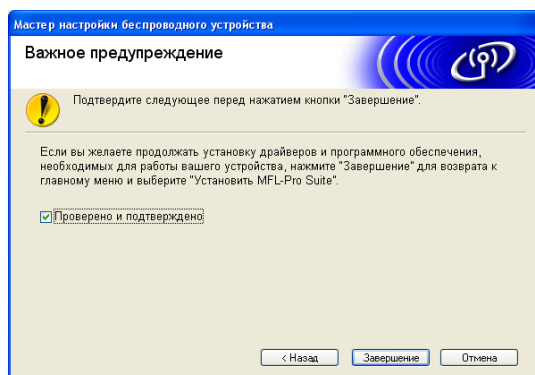 Мастер настройки беспроводного устройства
Важное предупреждение
Подтвердите следующее перед нажатием кнопки "Завершение".
Если вы желаете продолжать установку драйверов и программного обеспечения,
необходимых для работы вашего устройства, нажмите "Завершение" для возврата к
главному меню и выберите "Установить MFL-Pro Suite".
Проверено и подтверждено
< Назад
Завершение
Отмена